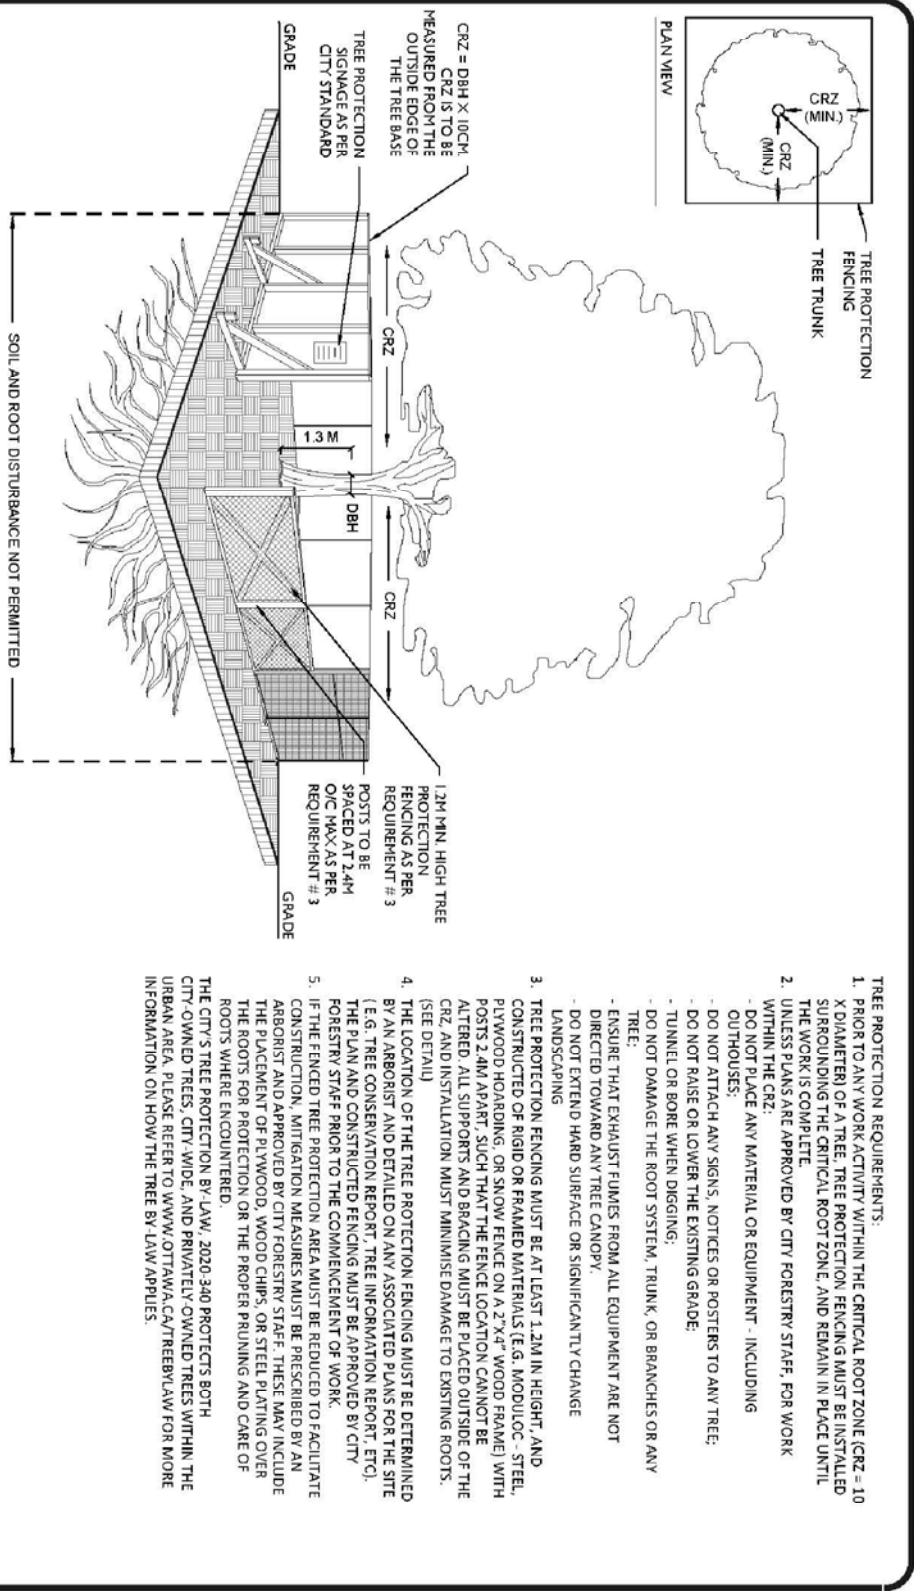 PLAN VIEW
CRZ
(MIN.)
CRZ
(MIN.)
TREE PROTECTION
FENCING
TREE TRUNK
CRZ = DBH X 10CM.
CRZ IS TO BE
MEASURED FROM THE
OUTSIDE EDGE OF
THE TREE BASE
TREE PROTECTION
SIGNAGE AS PER
CITY STANDARD
GRADE
CRZ
1.3 M
DBH
CRZ
1.2M MIN. HIGH TREE
PROTECTION
FENCING AS PER
REQUIREMENT # 3
POSTS TO BE
SPACED AT 2.4M
O/C MAX AS PER
REQUIREMENT # 3
GRADE
SOIL AND ROOT DISTURBANCE NOT PERMITTED
TREE PROTECTION REQUIREMENTS:
1. PRIOR TO ANY WORK ACTIVITY WITHIN THE CRITICAL ROOT ZONE (CRZ = 10
X DIAMETER) OF A TREE, TREE PROTECTION FENCING MUST BE INSTALLED
SURROUNDING THE CRITICAL ROOT ZONE, AND REMAIN IN PLACE UNTIL
THE WORK IS COMPLETE.
2. UNLESS PLANS ARE APPROVED BY CITY FORESTRY STAFF, FOR WORK
WITHIN THE CRZ:
- DO NOT PLACE ANY MATERIAL OR EQUIPMENT - INCLUDING
OUTHOUSES;
- DO NOT ATTACH ANY SIGNS, NOTICES OR POSTERS TO ANY TREE;
- DO NOT RAISE OR LOWER THE EXISTING GRADE;
- TUNNEL OR BORE WHEN DIGGING;
- DO NOT DAMAGE THE ROOT SYSTEM, TRUNK, OR BRANCHES OR ANY
TREE;
- ENSURE THAT EXHAUST FUMES FROM ALL EQUIPMENT ARE NOT
DIRECTED TOWARD ANY TREE CANOPY.
- DO NOT EXTEND HARD SURFACE OR SIGNIFICANTLY CHANGE
LANDSCAPING
3. TREE PROTECTION FENCING MUST BE AT LEAST 1.2M IN HEIGHT, AND
CONSTRUCTED OF RIGID OR FRAMED MATERIALS (E.G. MODULOC - STEEL,
PLYWOOD HOARDING, OR SNOW FENCE ON A 2"X4" WOOD FRAME) WITH
POSTS 2.4M APART, SUCH THAT THE FENCE LOCATION CANNOT BE
ALTERED. ALL SUPPORTS AND BRACING MUST BE PLACED OUTSIDE OF THE
CRZ, AND INSTALLATION MUST MINIMISE DAMAGE TO EXISTING ROOTS.
(SEE DETAIL)
4. THE LOCATION OF THE TREE PROTECTION FENCING MUST BE DETERMINED
BY AN ARBORIST AND DETAILED ON ANY ASSOCIATED PLANS FOR THE SITE
( E.G. TREE CONSERVATION REPORT, TREE INFORMATION REPORT, ETC).
THE PLAN AND CONSTRUCTED FENCING MUST BE APPROVED BY CITY
FORESTRY STAFF PRIOR TO THE COMMENCEMENT OF WORK.
5. IF THE FENCED TREE PROTECTION AREA MUST BE REDUCED TO FACILITATE
CONSTRUCTION, MITIGATION MEASURES MUST BE PRESCRIBED BY AN
ARBORIST AND APPROVED BY CITY FORESTRY STAFF. THESE MAY INCLUDE
THE PLACEMENT OF PLYWOOD, WOOD CHIPS, OR STEEL PLATING OVER
THE ROOTS FOR PROTECTION OR THE PROPER PRUNING AND CARE OF
ROOTS WHERE ENCOUNTERED.
THE CITY'S TREE PROTECTION BY-LAW, 2020-340 PROTECTS BOTH
CITY-OWNED TREES, CITY-WIDE, AND PRIVATELY-OWNED TREES WITHIN THE
URBAN AREA. PLEASE REFER TO WWW.OTTAWA.CA/TREEBYLAW FOR MORE
INFORMATION ON HOW THE TREE BY-LAW APPLIES.